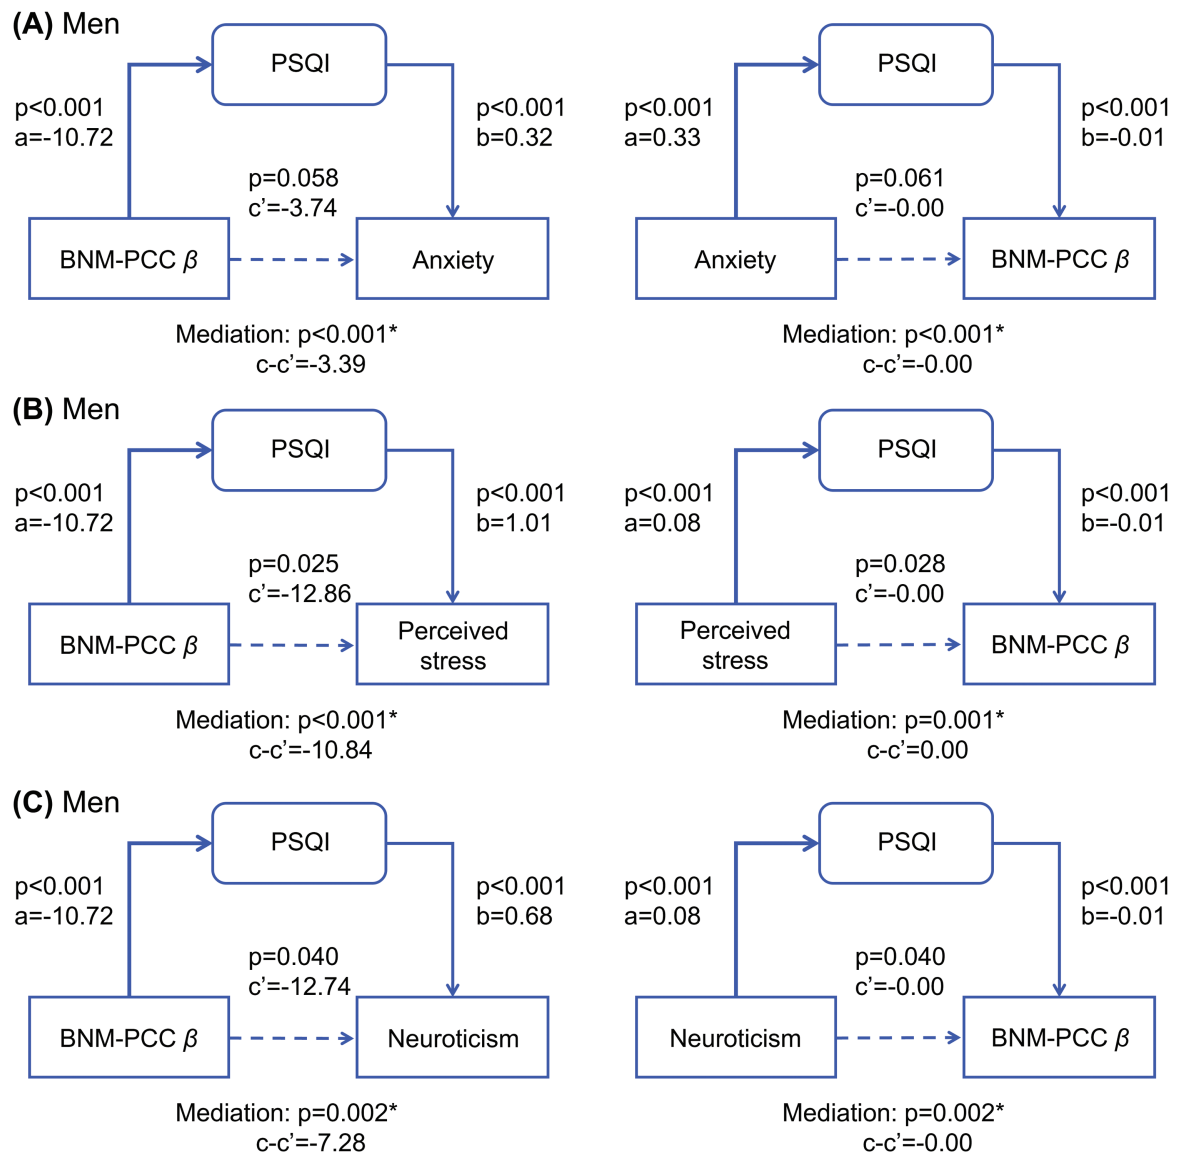 (A) Men
PSQI
p<0.001
a=-10.72
p<0.001
b=0.32
p=0.058
c’=-3.74
BNM-PCC β
Anxiety
Mediation: p<0.001*
c-c’=-3.39
PSQI
p<0.001
a=0.33
p<0.001
b=-0.01
p=0.061
c’=-0.00
Anxiety
BNM-PCC β
Mediation: p<0.001*
c-c’=-0.00
(B) Men
PSQI
p<0.001
a=-10.72
p<0.001
b=1.01
p=0.025
c’=-12.86
BNM-PCC β
Perceived
stress
Mediation: p<0.001*
c-c’=-10.84
PSQI
p<0.001
a=0.08
p<0.001
b=-0.01
p=0.028
c’=-0.00
Perceived
stress
BNM-PCC β
Mediation: p=0.001*
c-c’=0.00
(C) Men
PSQI
p<0.001
a=-10.72
p<0.001
b=0.68
p=0.040
c’=-12.74
BNM-PCC β
Neuroticism
Mediation: p=0.002*
c-c’=-7.28
PSQI
p<0.001
a=0.08
p<0.001
b=-0.01
p=0.040
c’=-0.00
Neuroticism
BNM-PCC β
Mediation: p=0.002*
c-c’=-0.00